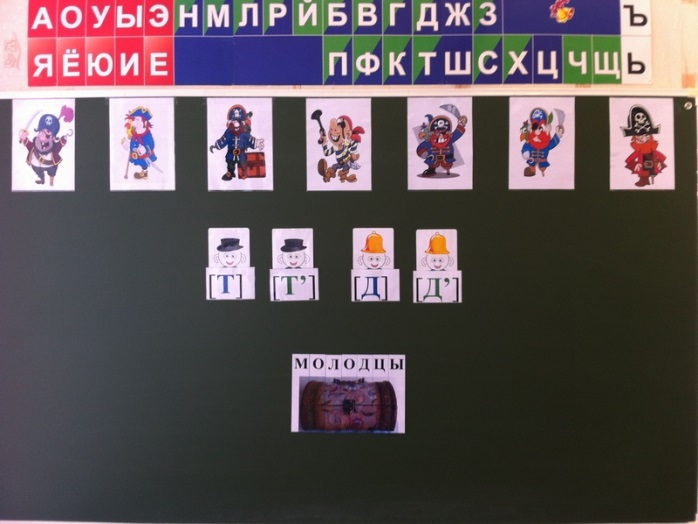 А О У Ы Э Н М Л Р Й Б В Г Д Ж З Ъ
Я Ё Ю И Е П Ф К Т Ш С Х Ц Ч Щ Ь
[Т] [Т’] [Д] [Д’]
МОЛОДЦЫ